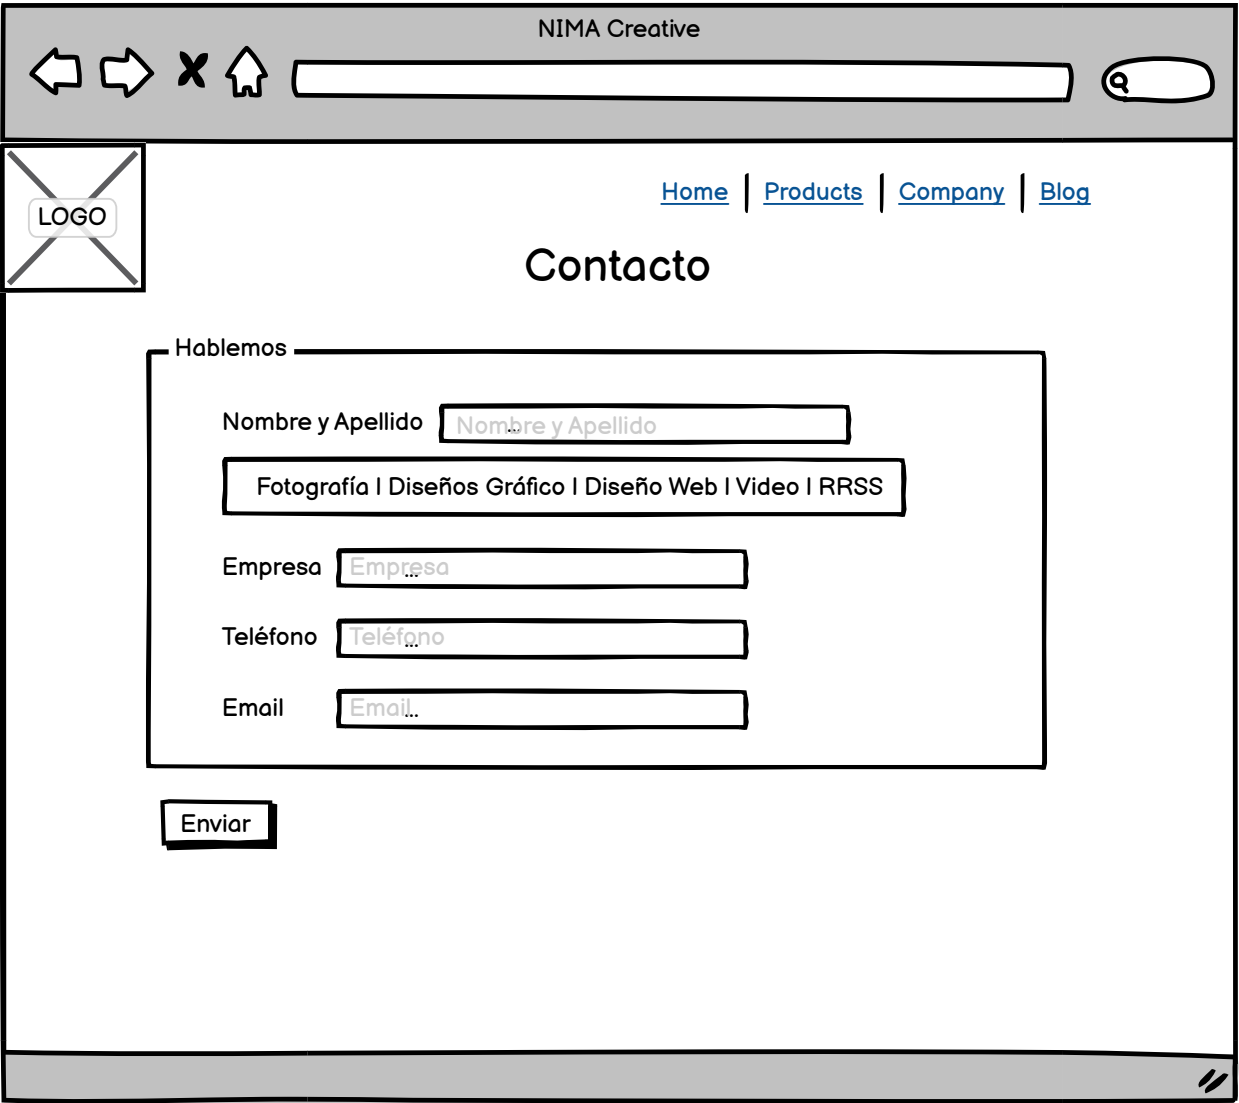 NIMA Creative
LOGO
Home | Products | Company | Blog
Contacto
Hablemos
Nombre y Apellido Nombre y Apellido ...
Fotografía | Diseños Gráfico | Diseño Web | Video | RRSS
Empresa Empresa ...
Teléfono Teléfono ...
Email Email ...
Enviar